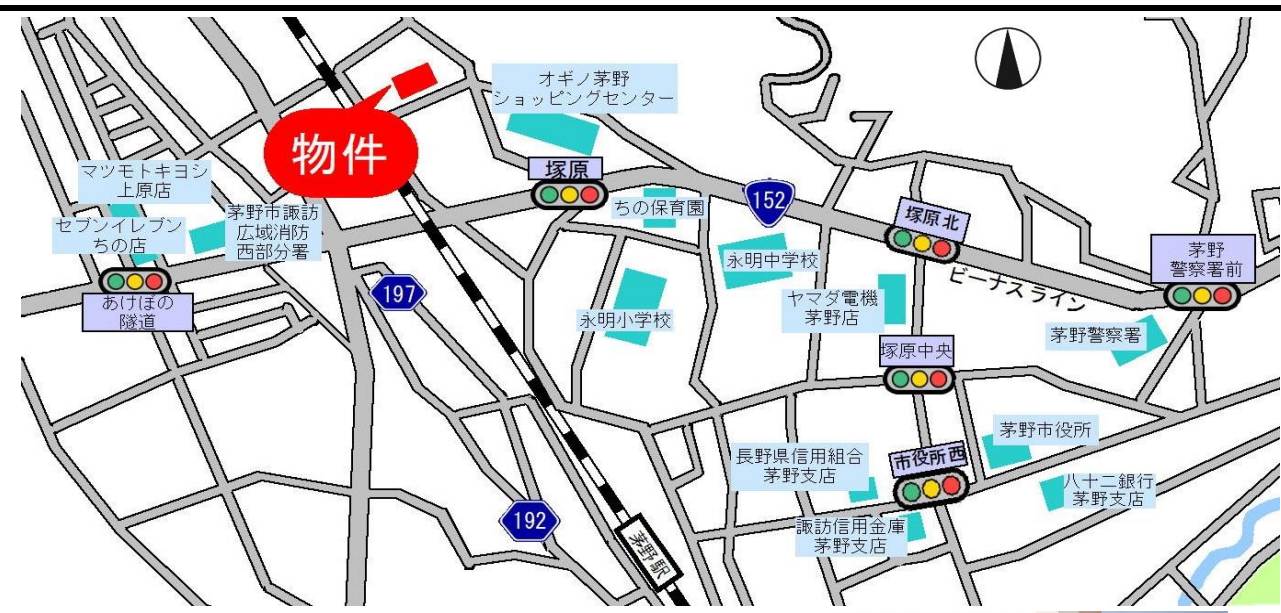 オギノ茅野
ショッピングセンター
物件
塚原
マツモトキヨシ
上原店
セブンイレブン
ちの店
茅野市諏訪
広域消防
西部分署
あけぼの
隧道
ちの保育園
152
塚原北
茅野
警察署前
永明中学校
ビーナスライン
197
永明小学校
ヤマダ電機
茅野店
茅野警察署
塚原中央
茅野市役所
長野県信用組合
茅野支店
市役所西
八十二銀行
茅野支店
192
諏訪信用金庫
茅野支店
茅野駅